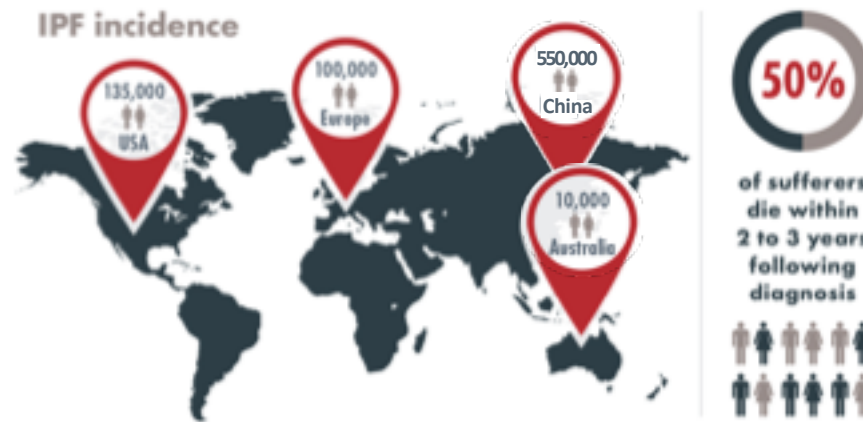 IPF incidence
135,000
USA
100,000
Europe
550,000
China
10,000
Australia
50%
of sufferers
die within
2 to 3 years
following
diagnosis